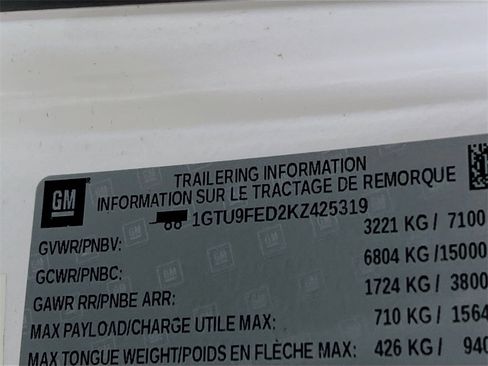 GM
TRAILERING INFORMATION
INFORMATION SUR LE TRACTAGE DE REMORQUE
1GTU9FED2KZ425319
GVWR/PNBV: 3221 KG / 7100
GCWR/PNBC: 6804 KG /15000
GAWR RR/PNBE ARR: 1724 KG / 3800
MAX PAYLOAD/CHARGE UTILE MAX: 710 KG / 1564
MAX TONGUE WEIGHT/POIDS EN FLÈCHE MAX: 426 KG / 940